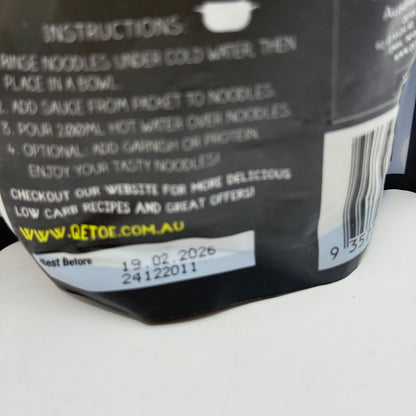 INSTRUCTIONS:
RINSE NOODLES UNDER COLD WATER, THEN
PLACE IN A BOWL.
2. ADD SAUCE FROM PACKET TO NOODLES.
3. POUR 200ML HOT WATER OVER NOODLES.
4. OPTIONAL: ADD GARNISH OR PROTEIN.
ENJOY YOUR TASTY NOODLES!
CHECKOUT OUR WEBSITE FOR MORE DELICIOUS
LOW CARB RECIPES AND GREAT OFFERS!
WWW.QETOE.COM.AU
Best Before
19.02.2026
24122011
9